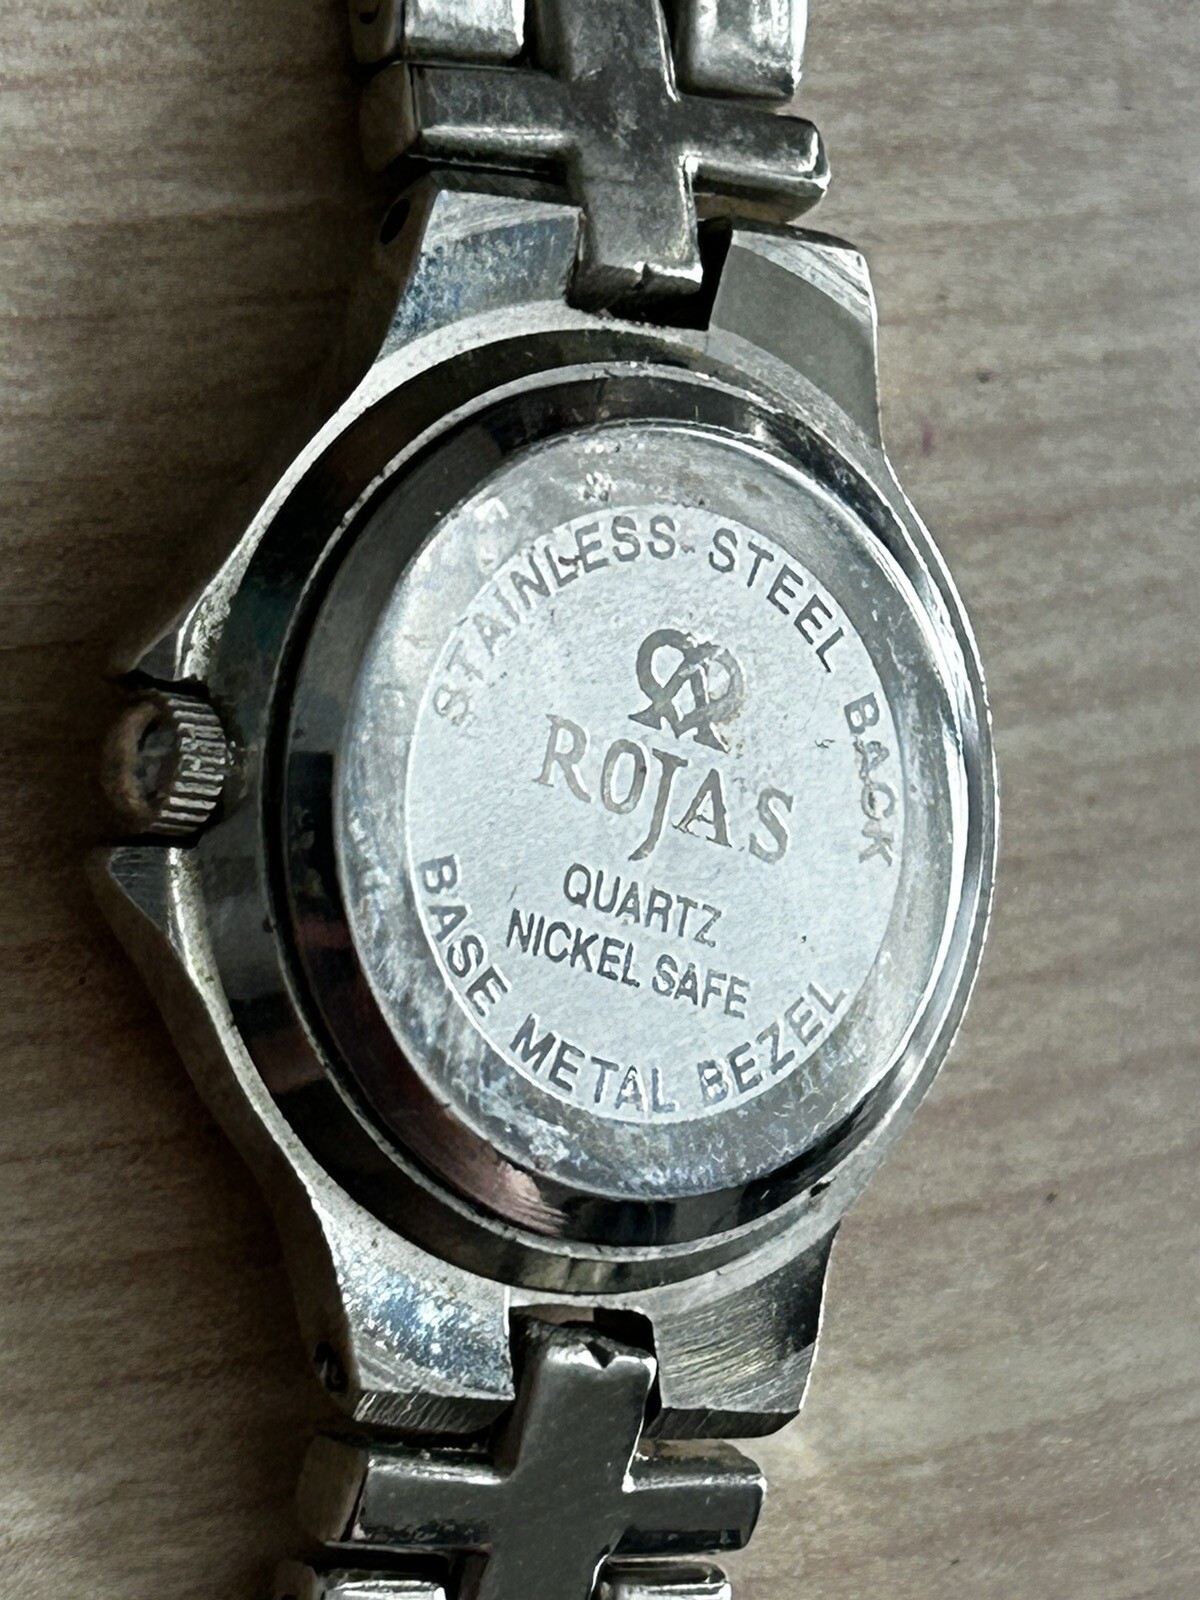 STAINLESS STEEL BACK
ROJAS
QUARTZ
NICKEL SAFE
BASE METAL BEZEL